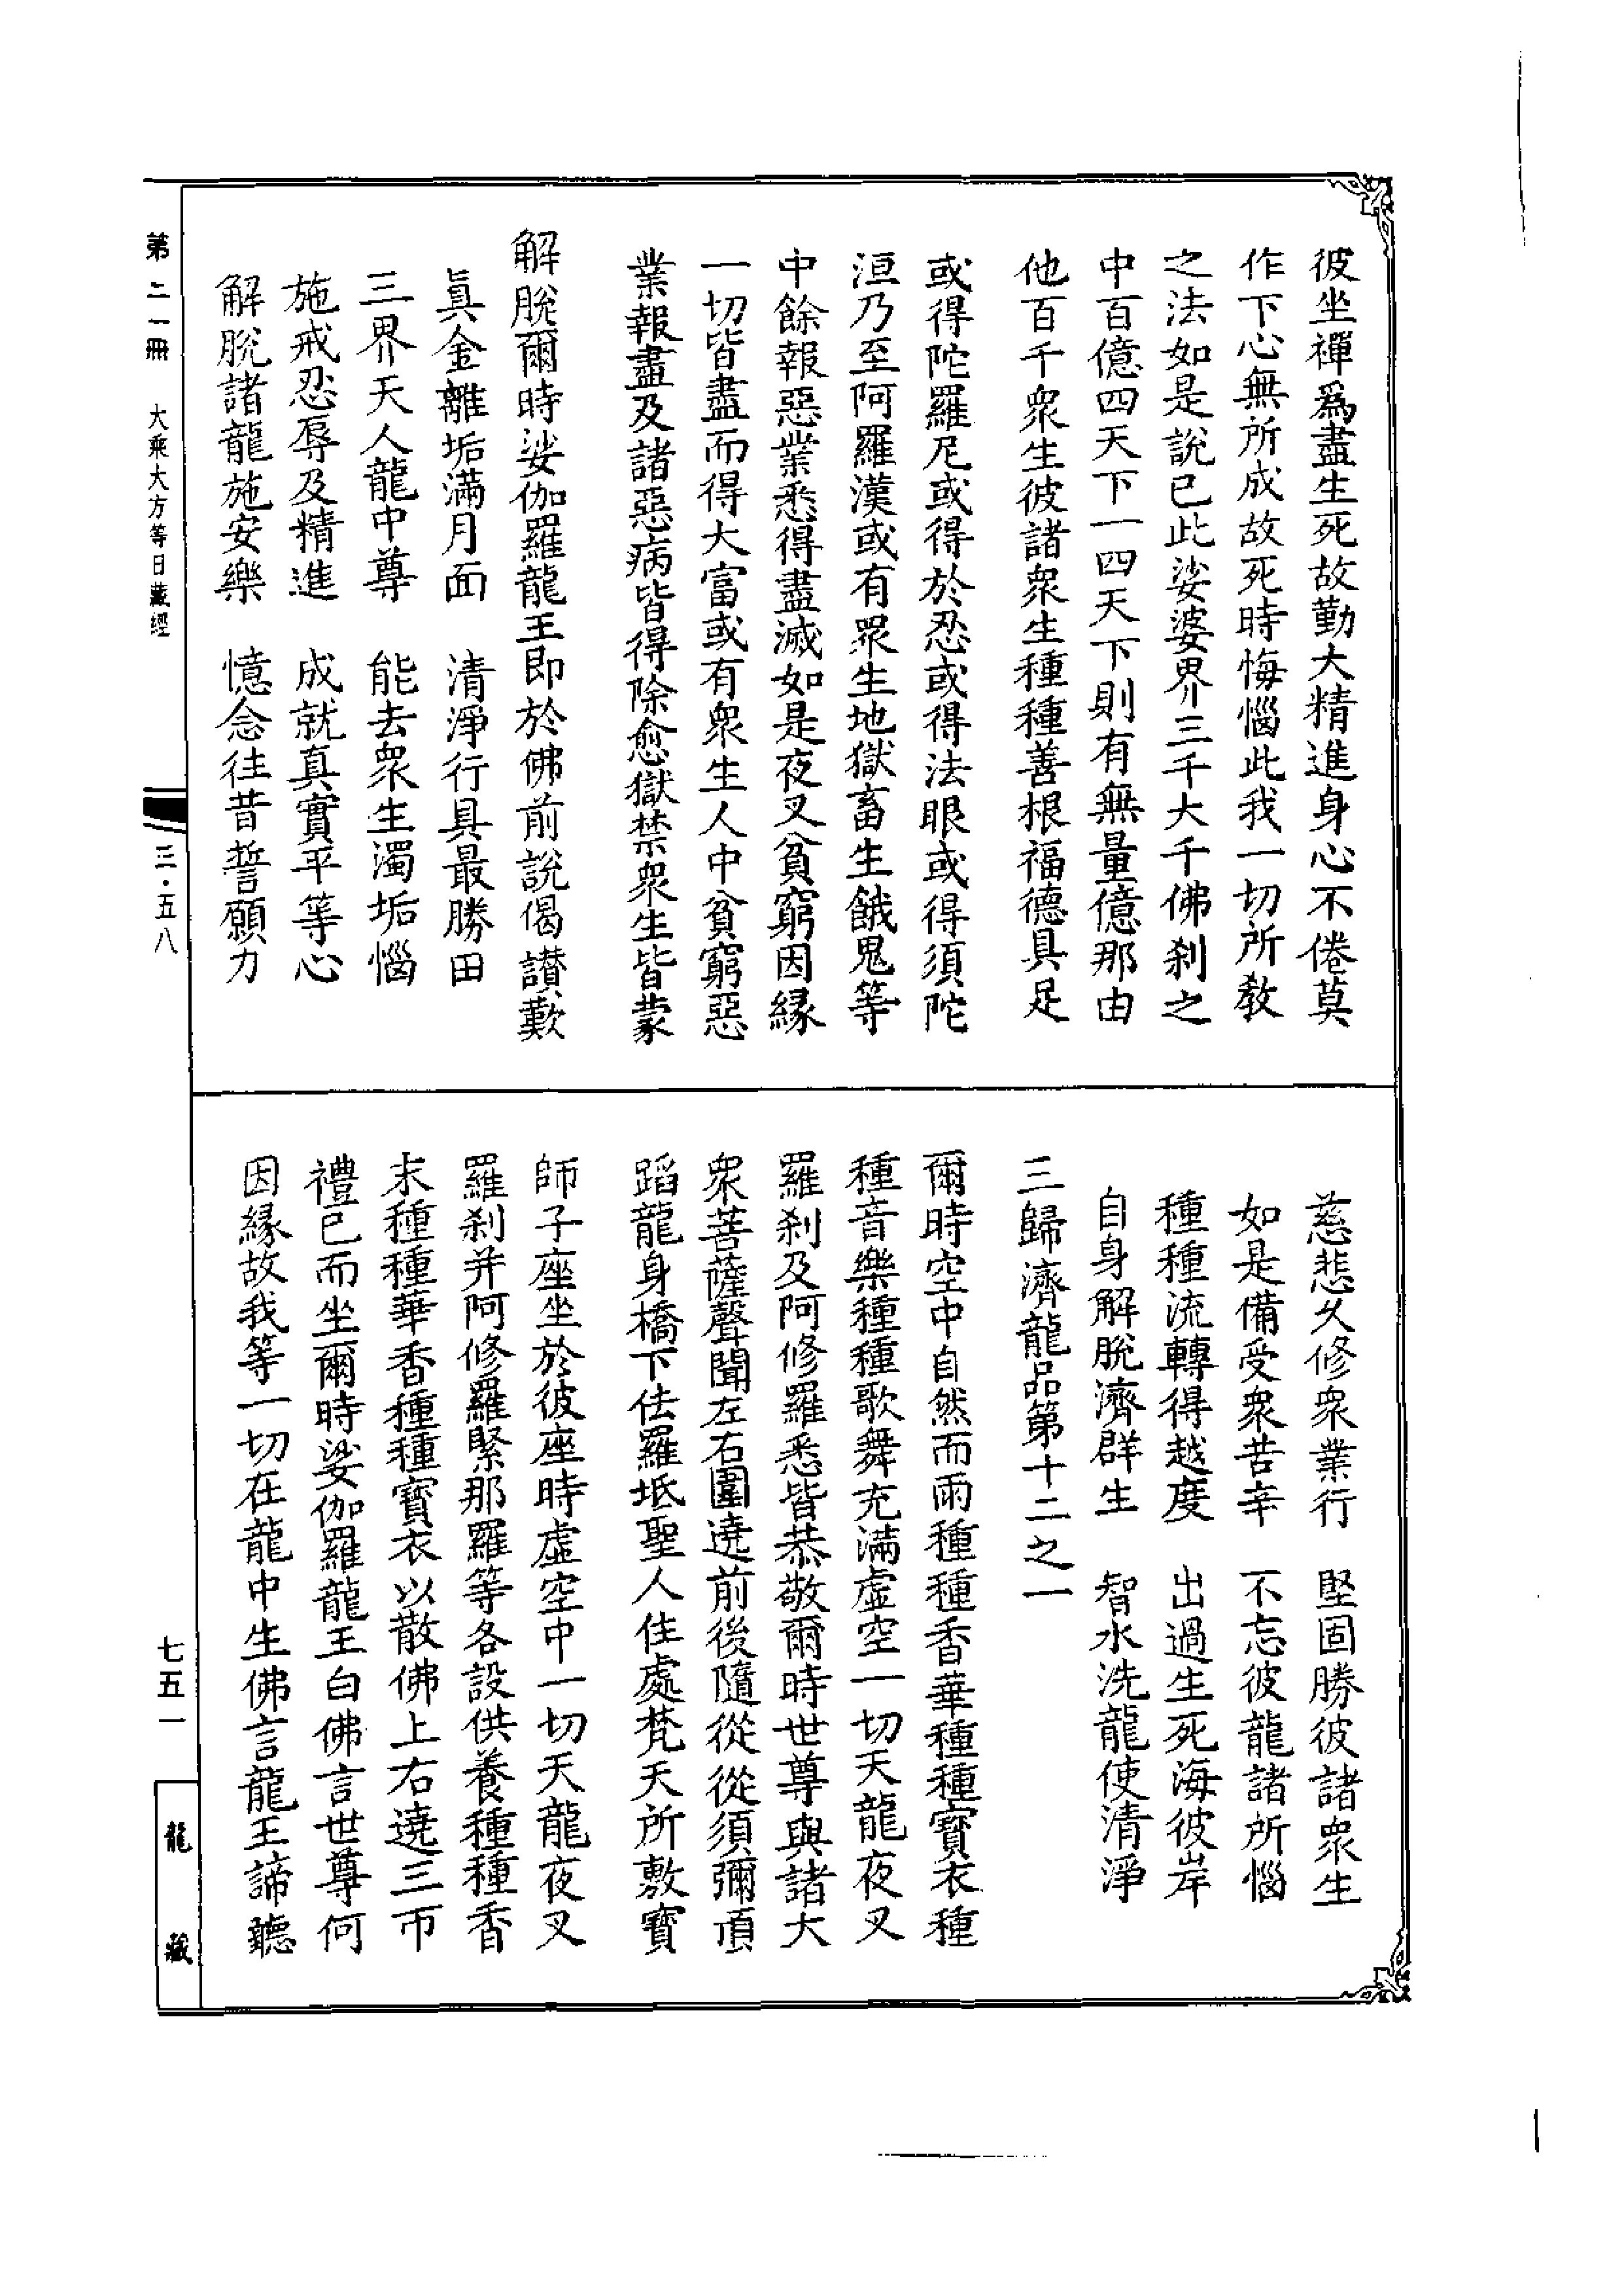 彼坐禪爲盡生死故勤大精進身心不倦莫
作下心無所成故死時悔惱此我一切所敎
之法如是說已此娑婆界三千大千佛刹之
中百億四天下一四天下則有無量億那由
他百千衆生彼諸衆生種種善根福德具足
或得陀羅尼或得於忍或得法眼或得須陀
洹乃至阿羅漢或有衆生地獄畜生餓鬼等
中餘報惡業悉得盡滅如是夜叉貧窮因緣
一切皆盡而得大富或有衆生人中貧窮惡
業報盡及諸惡病皆得除愈獄禁衆生皆蒙
解脫爾時娑伽羅龍王即於佛前說偈讃歎
眞金離垢滿月面　清淨行具最勝田
三界天人龍中尊　能去衆生濁垢惱
施戒忍辱及精進　成就真實平等心
解脫諸龍施安樂　憶念往昔誓願力
慈悲久修衆業行　堅固勝彼諸衆生
如是備受衆苦辛　不忘彼龍諸所惱
種種流轉得越度　出過生死海彼岸
自身解脫濟群生　智水洗龍使清淨
三歸濟龍品第十二之一
爾時空中自然而雨種種香華種種寶衣種
種音樂種種歌舞充滿虛空一切天龍夜叉
羅刹及阿修羅悉皆恭敬爾時世尊與諸大
衆菩薩聲聞左右圍遶前後隨從從須彌頂
蹈龍身橋下佉羅坻聖人住處梵天所敷寶
師子座坐於彼座時虛空中一切天龍夜叉
羅刹并阿修羅緊那羅等各設供養種種香
末種種華香種種寶衣以散佛上右遶三帀
禮已而坐爾時娑伽羅龍王白佛言世尊何
因緣故我等一切在龍中生佛言龍王諦聽
第二一冊　大乘大方等日藏經
三·五八
七五一
龍藏